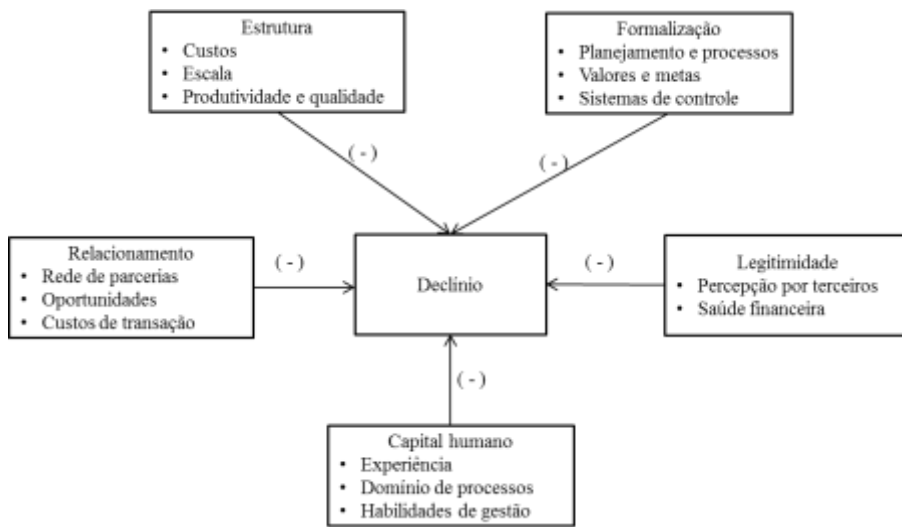 Estrutura
• Custos
• Escala
• Produtividade e qualidade
Formalização
• Planejamento e processos
• Valores e metas
• Sistemas de controle
( - )
( - )
Relacionamento
• Rede de parcerias
• Oportunidades
• Custos de transação
( - )
Declínio
( - )
Legitimidade
• Percepção por terceiros
• Saúde financeira
( - )
Capital humano
• Experiência
• Domínio de processos
• Habilidades de gestão